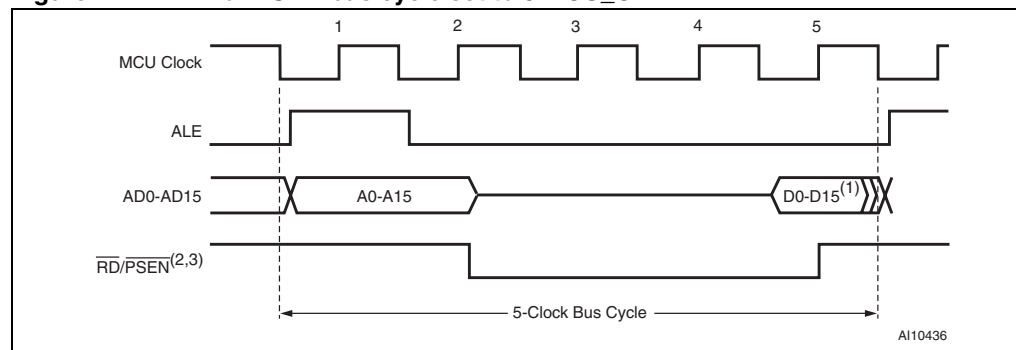 1 2 3 4 5
MCU Clock
ALE
AD0-AD15 A0-A15 D0-D15(1)
RD/PSEN(2,3)
5-Clock Bus Cycle
AI10436